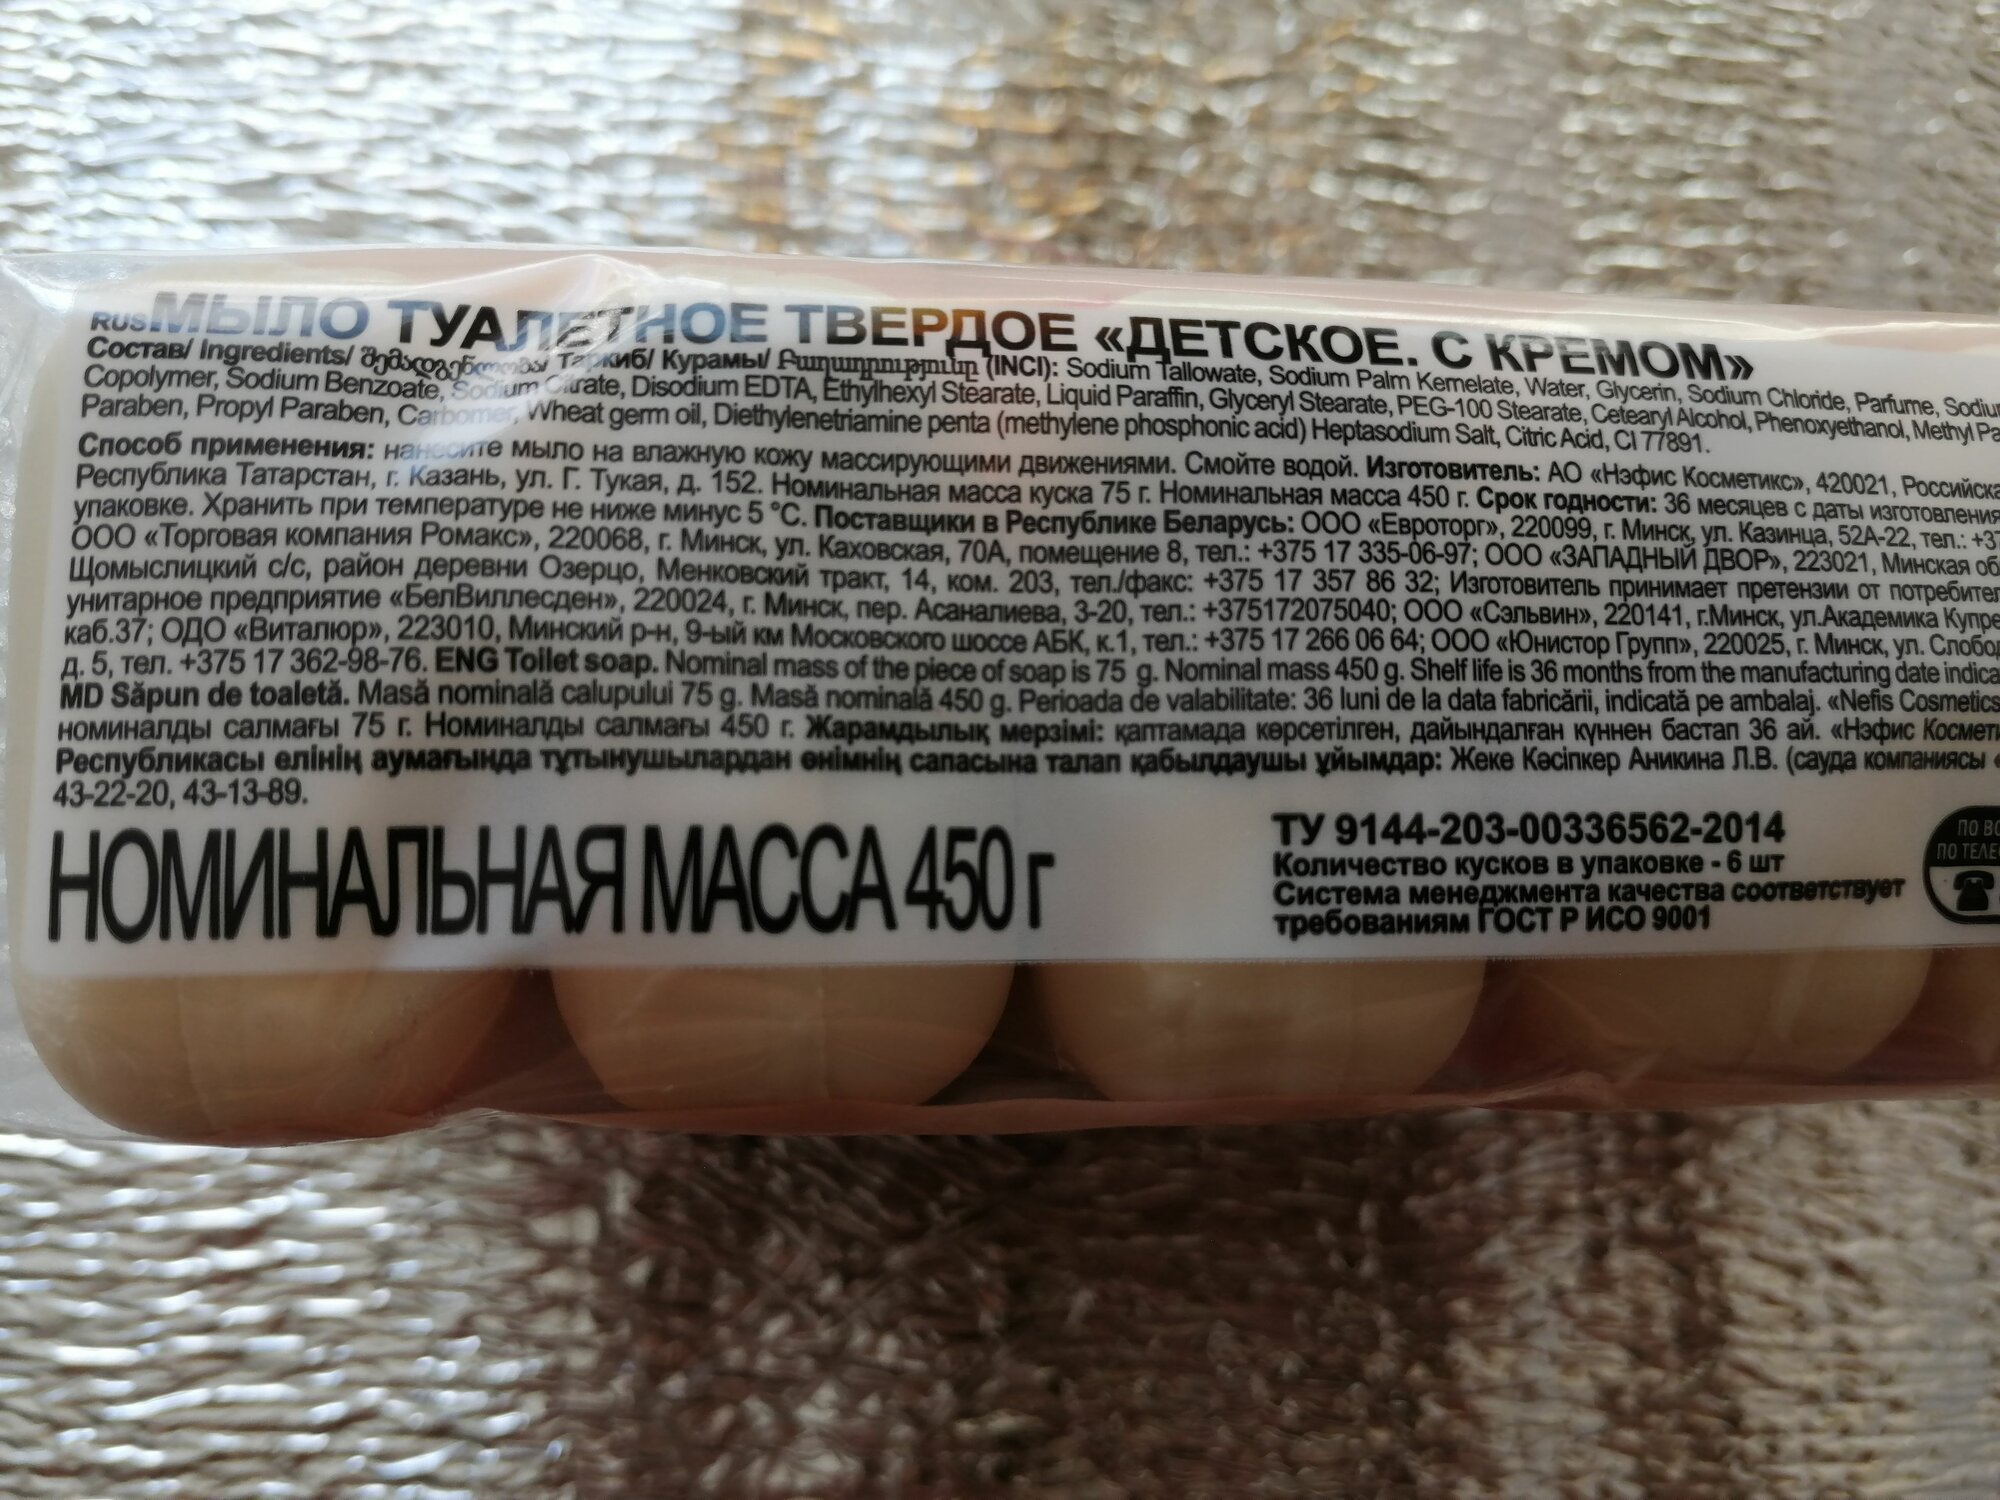 RUS МЫЛО ТУАЛЕТНОЕ ТВЕРДОЕ «ДЕТСКОЕ. С КРЕМОМ»
Состав/ Ingredients/ შემადგენლობა/ Таркиб/ Курамы/ Բաղադրությունը (INCI): Sodium Tallowate, Sodium Palm Kernelate, Water, Glycerin, Sodium Chloride, Parfume,
Copolymer, Sodium Benzoate, Sodium Citrate, Disodium EDTA, Ethylhexyl Stearate, Liquid Paraffin, Glyceryl Stearate, PEG-100 Stearate, Cetearyl Alcohol, Phenoxyethanol, Methyl
Paraben, Propyl Paraben, Carbomer, Wheat germ oil, Diethylenetriamine penta (methylene phosphonic acid) Heptasodium Salt, Citric Acid, CI 77891.
Способ применения: нанесите мыло на влажную кожу массирующими движениями. Смойте водой. Изготовитель: АО «Нэфис Косметикс», 420021,
Республика Татарстан, г. Казань, ул. Г. Тукая, д. 152. Номинальная масса куска 75 г. Номинальная масса 450 г. Срок годности: 36 месяцев с даты изготовления
упаковке. Хранить при температуре не ниже минус 5 °С. Поставщики в Республике Беларусь: ООО «Евроторг», 220099, г. Минск, ул. Казинца, 52А-22, тел.:
ООО «Торговая компания Ромакс», 220068, г. Минск, ул. Каховская, 70А, помещение 8, тел.: +375 17 335-06-97; ООО «ЗАПАДНЫЙ ДВОР», 223021, Минская
Щомыслицкий с/с, район деревни Озерцо, Менковский тракт, 14, ком. 203, тел./факс: +375 17 357 86 32; Изготовитель принимает претензии от
унитарное предприятие «БелВиллесден», 220024, г. Минск, пер. Асаналиева, 3-20, тел.: +375172075040; ООО «Сэльвин», 220141, г.Минск, ул.Академика
каб.37; ОДО «Виталюр», 223010, Минский р-н, 9-ый км Московского шоссе АБК, к.1, тел.: +375 17 266 06 64; ООО «Юнистор Групп», 220025, г. Минск, ул.
д. 5, тел. +375 17 362-98-76. ENG Toilet soap. Nominal mass of the piece of soap is 75 g. Nominal mass 450 g. Shelf life is 36 months from the manufacturing date
MD Săpun de toaletă. Masă nominală calupului 75 g. Masă nominală 450 g. Perioada de valabilitate: 36 luni de la data fabricării, indicată pe ambalaj. «Nefis Cosmetics
номиналды салмағы 75 г. Номиналды салмағы 450 г. Жарамдылық мерзімі: қаптамада көрсетілген, дайындалған күннен бастап 36 ай. «Нэфис
Республикасы елінің аумағында тұтынушылардан өнімнің сапасына талап қабылдаушы ұйымдар: Жеке Кәсіпкер Аникина Л.В. (сауда компаниясы
43-22-20, 43-13-89.
НОМИНАЛЬНАЯ МАССА 450 г
ТУ 9144-203-00336562-2014
Количество кусков в упаковке - 6 шт
Система менеджмента качества соответствует
требованиям ГОСТ Р ИСО 9001
ПО
ПО